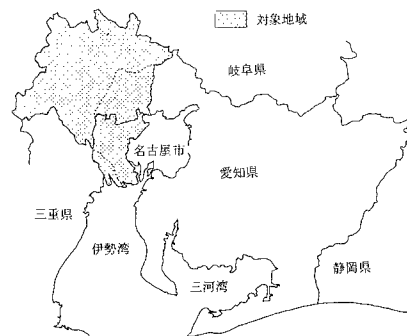 対象地域
岐阜県
名古屋市
愛知県
三重県
伊勢湾
三河湾
静岡県